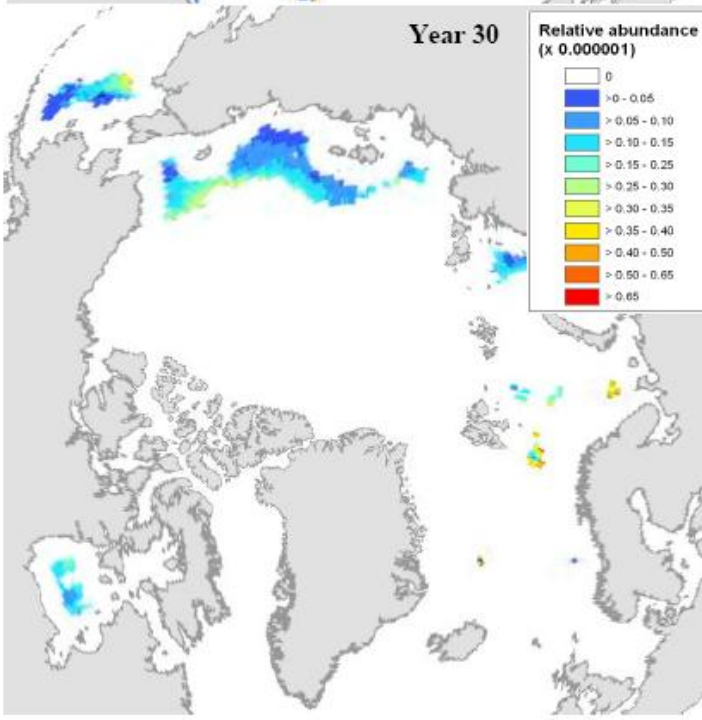 Year 30
Relative abundance
(x 0.000001)
0
>0 - 0.05
> 0.05 - 0.10
> 0.10 - 0.15
> 0.15 - 0.25
> 0.25 - 0.30
> 0.30 - 0.35
> 0.35 - 0.40
> 0.40 - 0.50
> 0.50 - 0.65
> 0.65